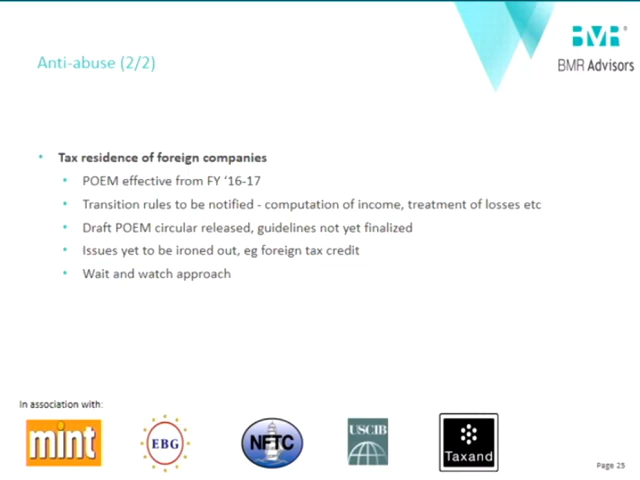 BMR
BMR Advisors
Anti-abuse (2/2)
• Tax residence of foreign companies
• POEM effective from FY '16-17
• Transition rules to be notified - computation of income, treatment of losses etc
• Draft POEM circular released, guidelines not yet finalized
• Issues yet to be ironed out, eg foreign tax credit
• Wait and watch approach
In association with:
mint
EBG
NFTC
USCIB
Taxand
Page 25